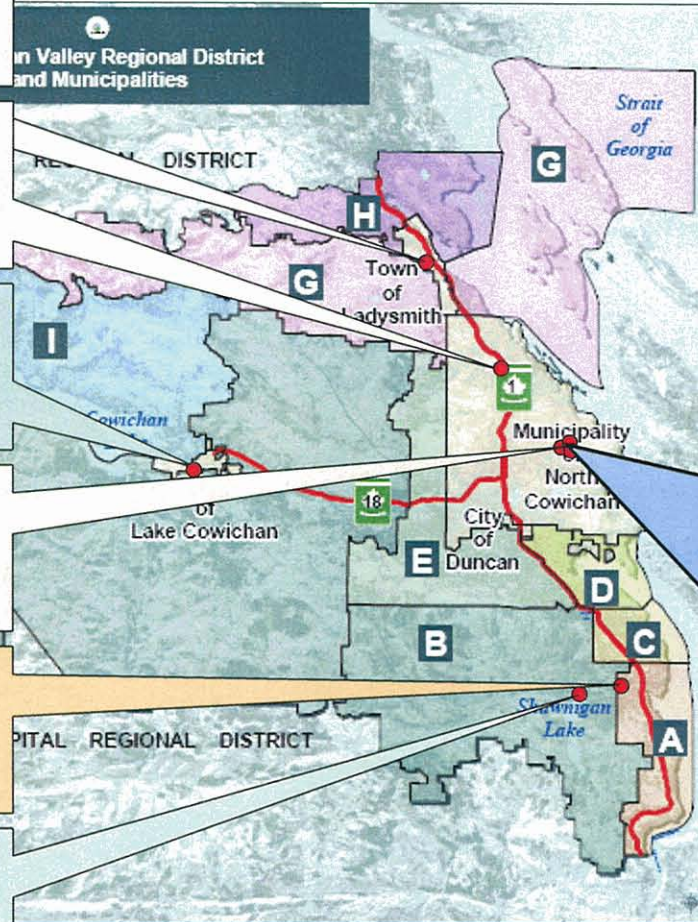 n Valley Regional District
and Municipalities
Strait
of
Georgia
DISTRICT
G
H
Town
of
Ladysmith
G
I
1
Cowichan
Municipality
North
Cowichan
18
of
Lake Cowichan
City
of
Duncan
E
D
B
C
Shawnigan
Lake
A
PITAL REGIONAL DISTRICT